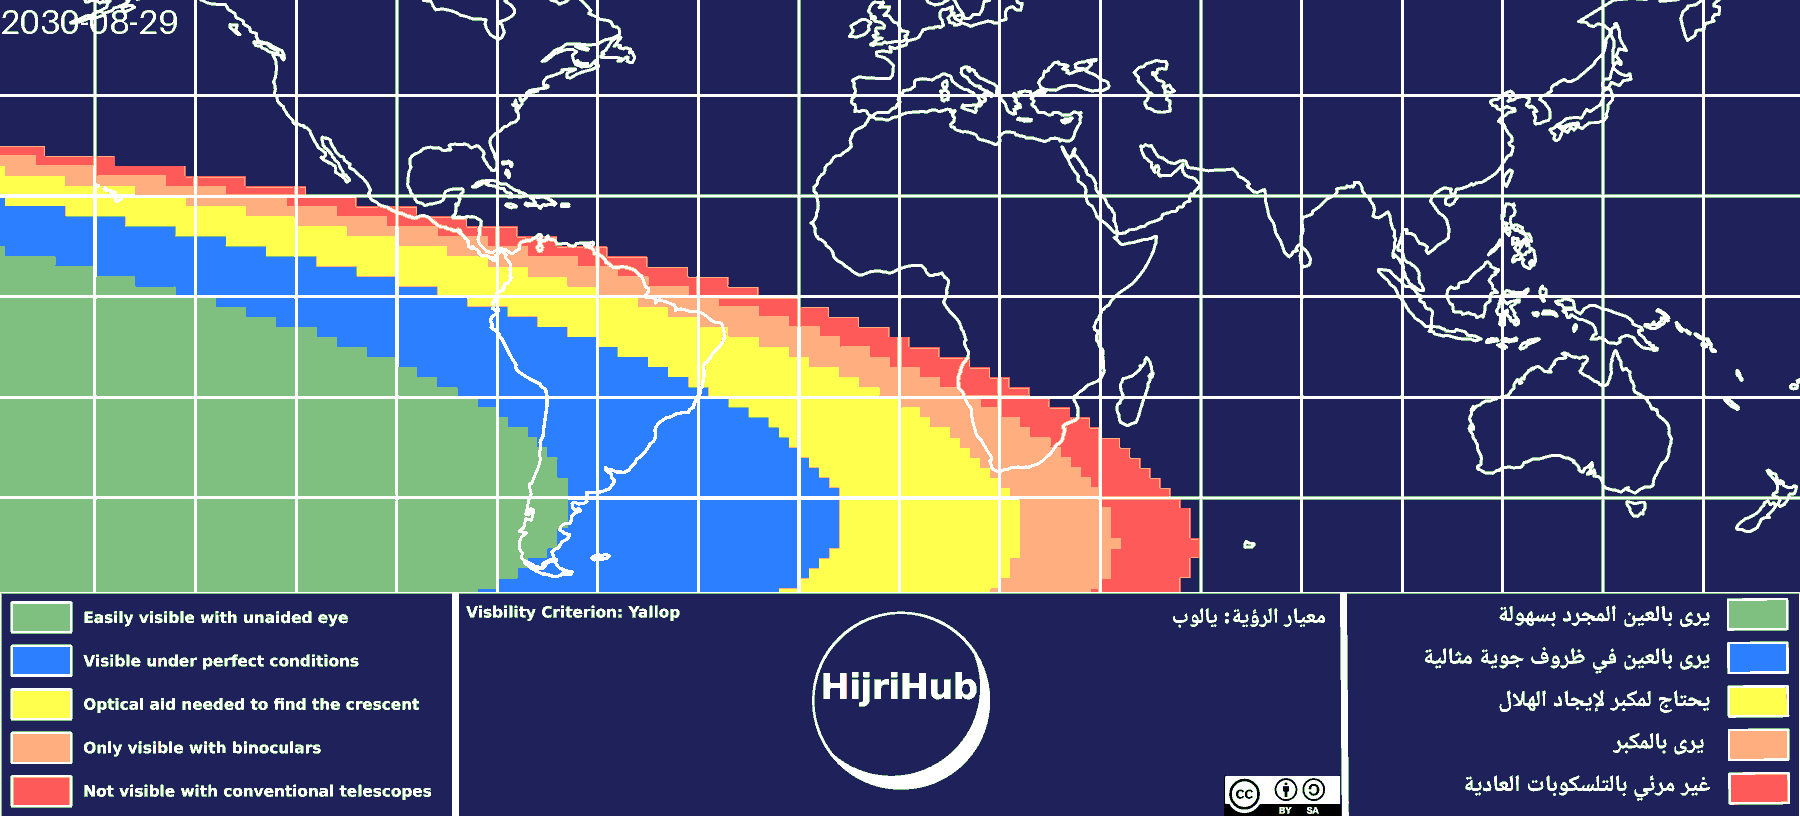 2030-08-29
Easily visible with unaided eye
Visible under perfect conditions
Optical aid needed to find the crescent
Only visible with binoculars
Not visible with conventional telescopes
Visbility Criterion: Yallop
معيار الرؤية: يالوب
HijriHub
cc
BY SA
يرى بالعين المجرد بسهولة
يرى بالعين في ظروف جوية مثالية
يحتاج لمكبر لإيجاد الهلال
يرى بالمكبر
غير مرئي بالتلسكوبات العادية